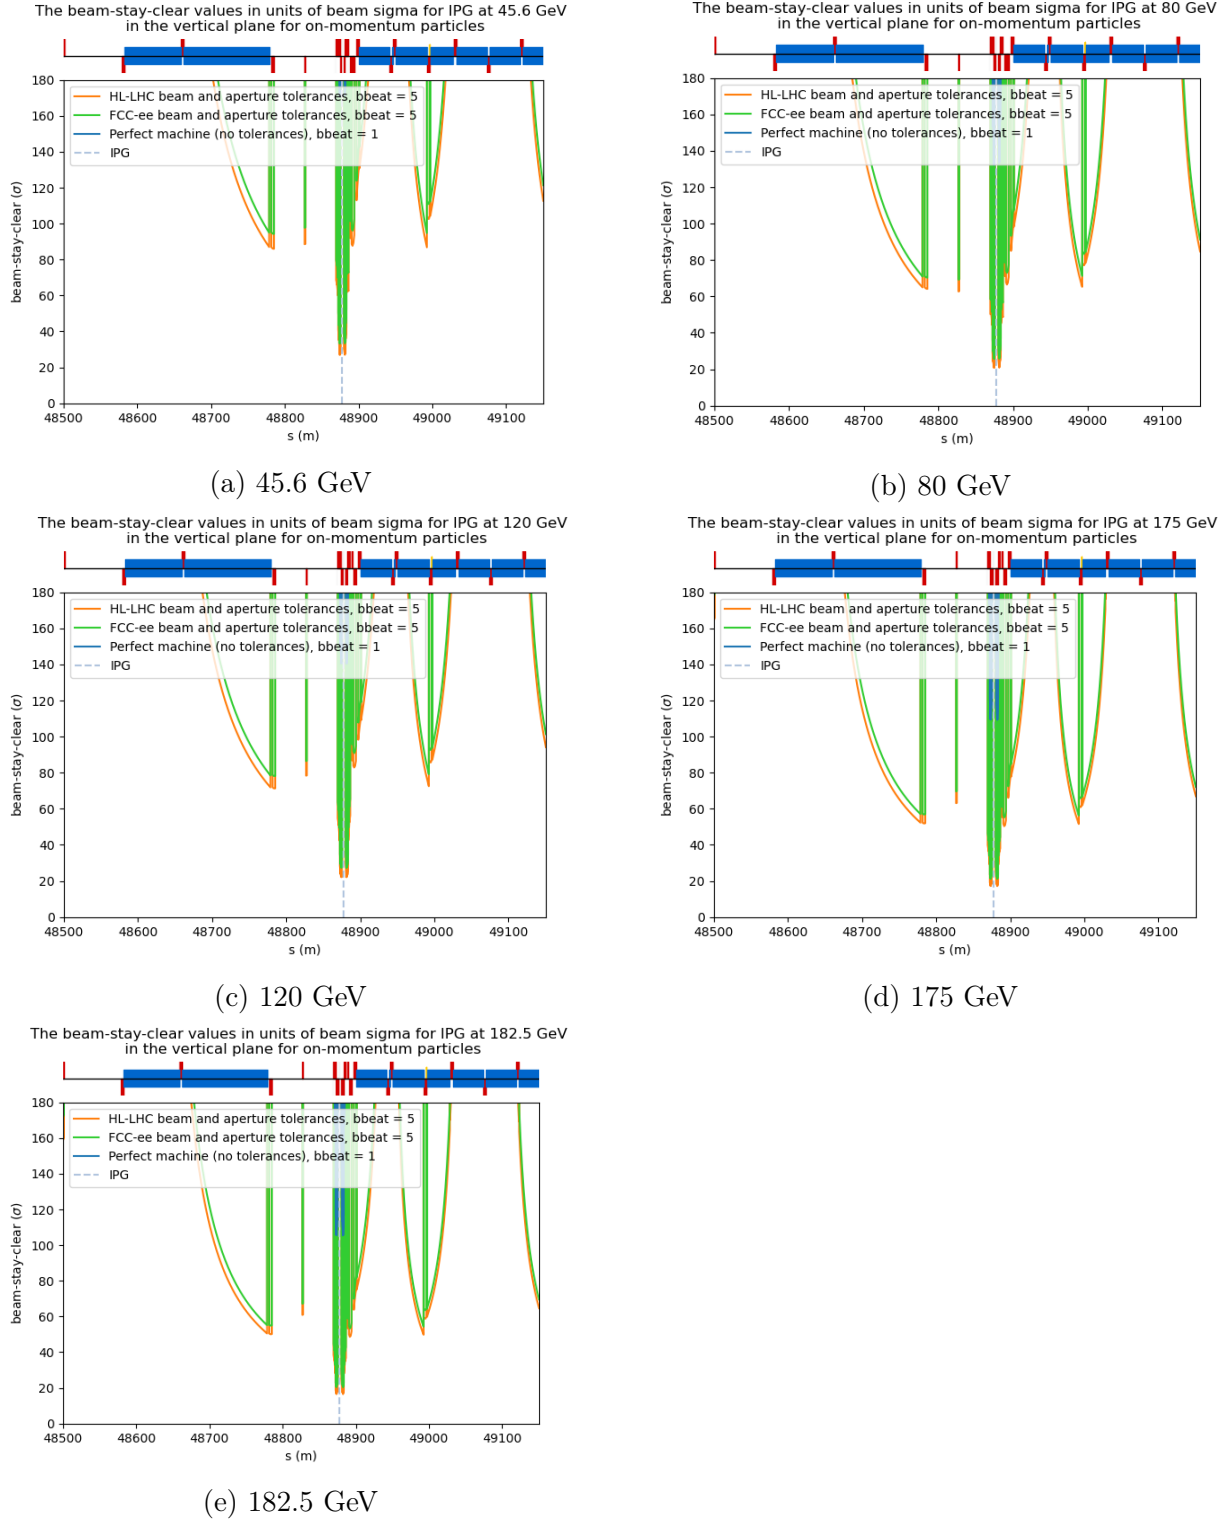 The beam-stay-clear values in units of beam sigma for IPG at 45.6 GeV
in the vertical plane for on-momentum particles
180
160
140
120
100
80
60
40
20
0
beam-stay-clear (σ)
HL-LHC beam and aperture tolerances, bbeat = 5
FCC-ee beam and aperture tolerances, bbeat = 5
Perfect machine (no tolerances), bbeat = 1
IPG
48500 48600 48700 48800 48900 49000 49100
s (m)
(a) 45.6 GeV
The beam-stay-clear values in units of beam sigma for IPG at 80 GeV
in the vertical plane for on-momentum particles
180
160
140
120
100
80
60
40
20
0
beam-stay-clear (σ)
HL-LHC beam and aperture tolerances, bbeat = 5
FCC-ee beam and aperture tolerances, bbeat = 5
Perfect machine (no tolerances), bbeat = 1
IPG
48500 48600 48700 48800 48900 49000 49100
s (m)
(b) 80 GeV
The beam-stay-clear values in units of beam sigma for IPG at 120 GeV
in the vertical plane for on-momentum particles
180
160
140
120
100
80
60
40
20
0
beam-stay-clear (σ)
HL-LHC beam and aperture tolerances, bbeat = 5
FCC-ee beam and aperture tolerances, bbeat = 5
Perfect machine (no tolerances), bbeat = 1
IPG
48500 48600 48700 48800 48900 49000 49100
s (m)
(c) 120 GeV
The beam-stay-clear values in units of beam sigma for IPG at 175 GeV
in the vertical plane for on-momentum particles
180
160
140
120
100
80
60
40
20
0
beam-stay-clear (σ)
HL-LHC beam and aperture tolerances, bbeat = 5
FCC-ee beam and aperture tolerances, bbeat = 5
Perfect machine (no tolerances), bbeat = 1
IPG
48500 48600 48700 48800 48900 49000 49100
s (m)
(d) 175 GeV
The beam-stay-clear values in units of beam sigma for IPG at 182.5 GeV
in the vertical plane for on-momentum particles
180
160
140
120
100
80
60
40
20
0
beam-stay-clear (σ)
HL-LHC beam and aperture tolerances, bbeat = 5
FCC-ee beam and aperture tolerances, bbeat = 5
Perfect machine (no tolerances), bbeat = 1
IPG
48500 48600 48700 48800 48900 49000 49100
s (m)
(e) 182.5 GeV